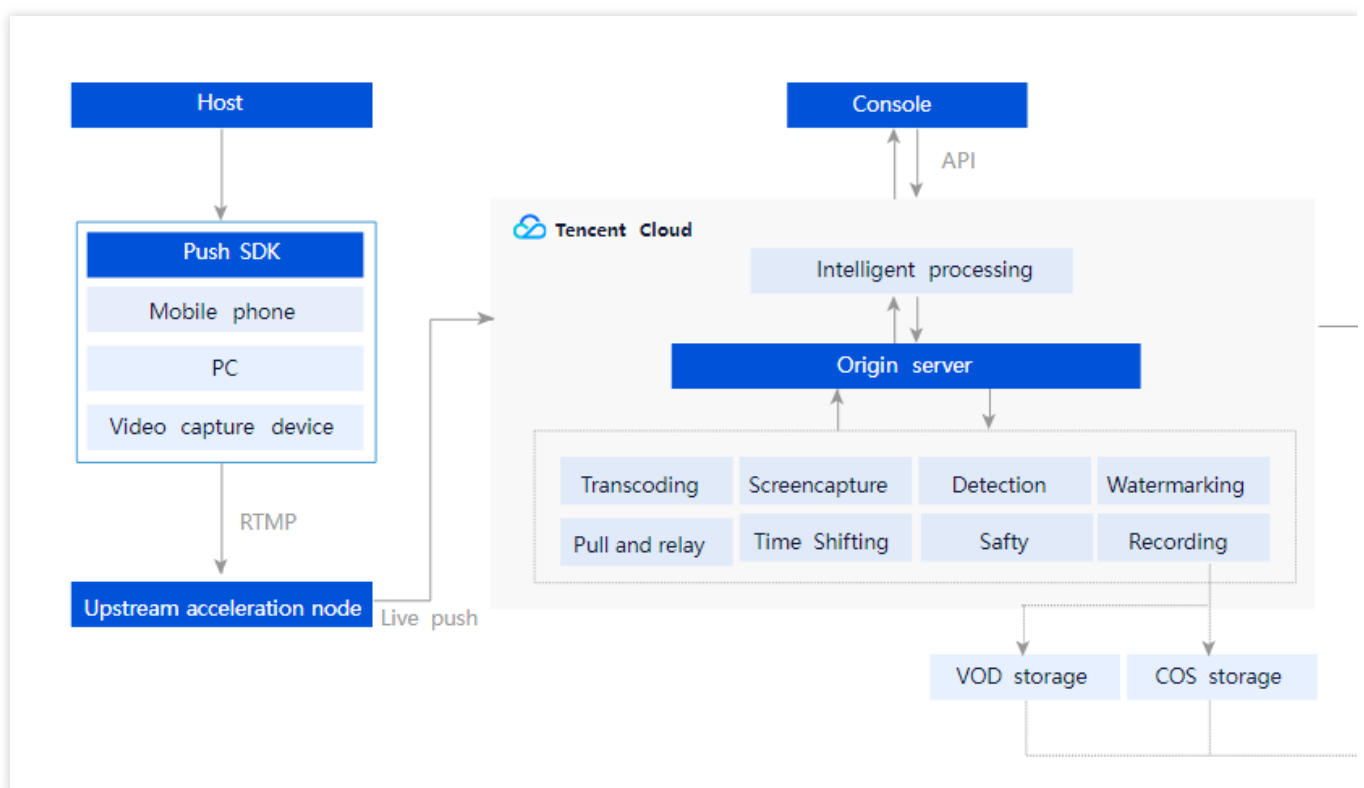 Host
Console
API
Tencent Cloud
Push SDK
Intelligent processing
Mobile phone
PC
Origin server
Video capture device
Transcoding
Screencapture
Detection
Watermarking
Pull and relay
Time Shifting
Safty
Recording
RTMP
Upstream acceleration node
Live push
VOD storage
COS storage